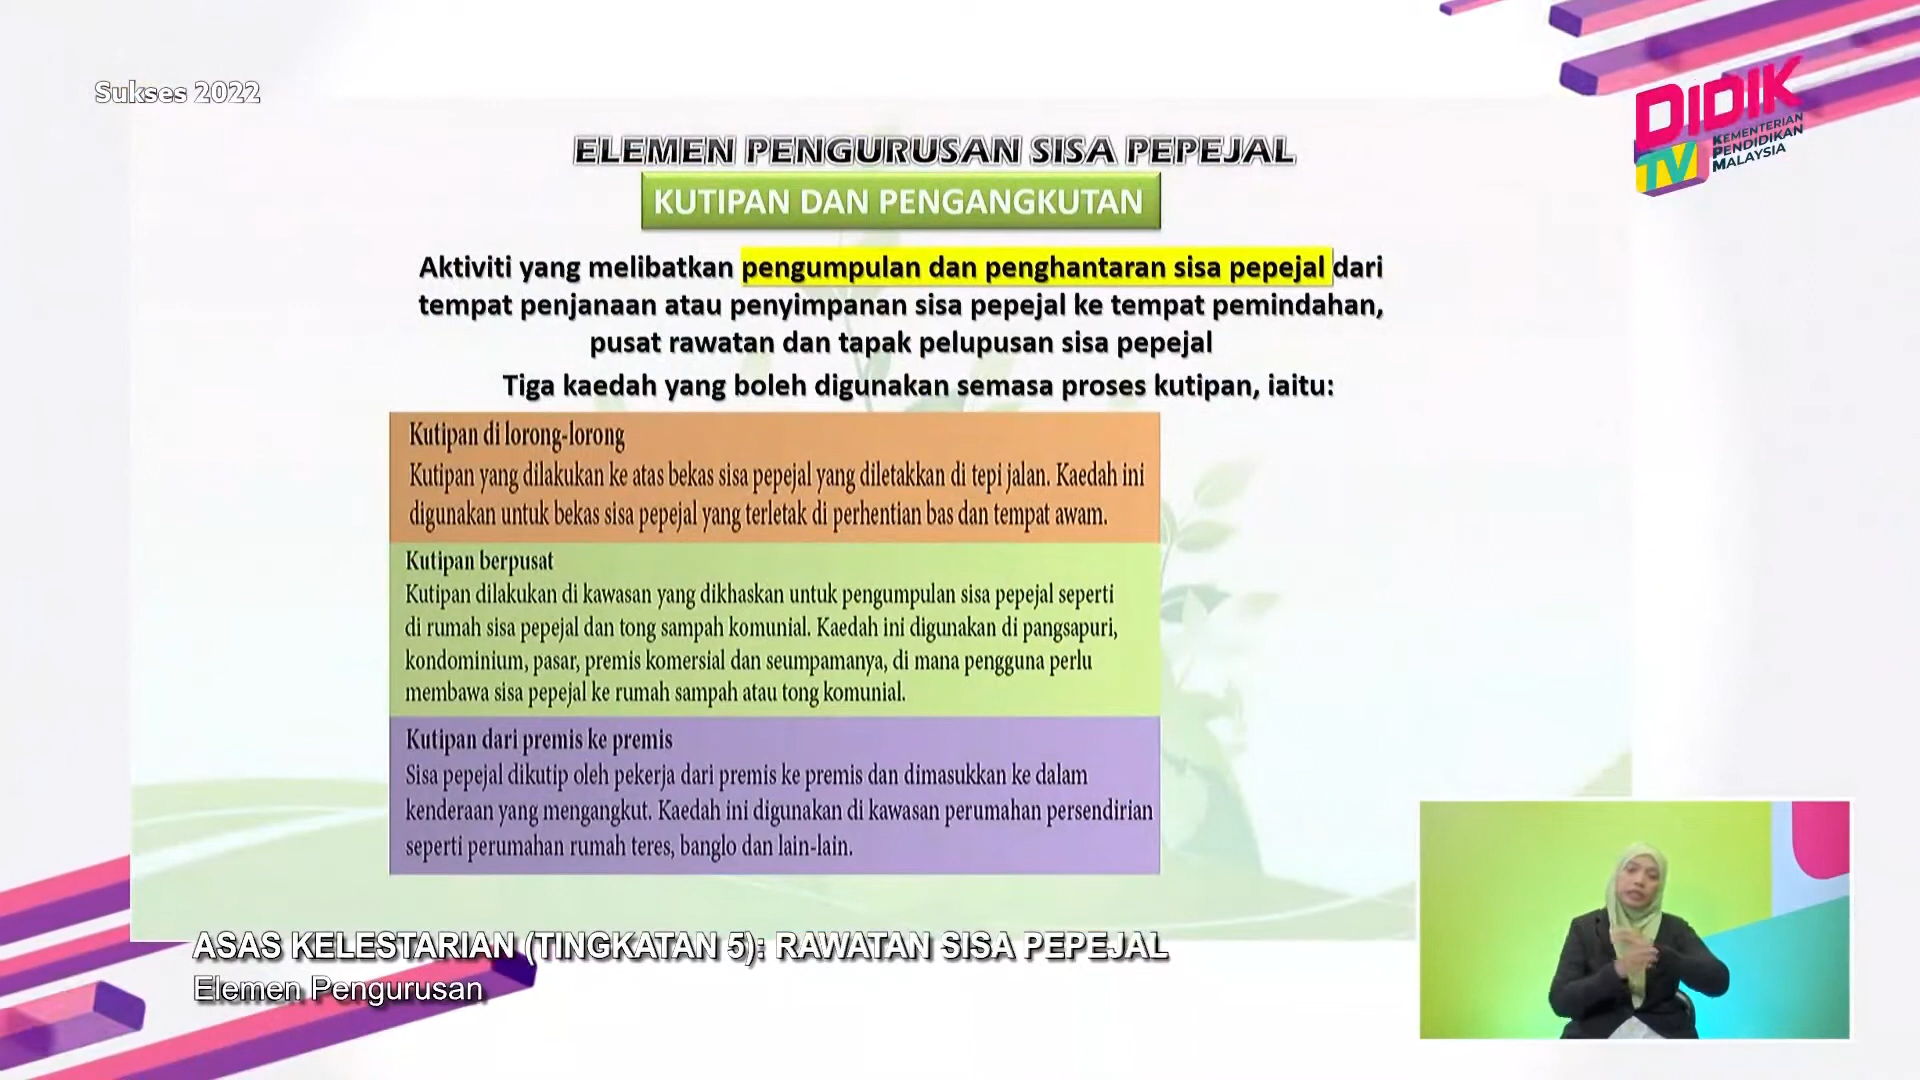 Sukses 2022
DIDIK
TV
KEMENTERIAN
PENDIDIKAN
MALAYSIA
ELEMEN PENGURUSAN SISA PEPEJAL
KUTIPAN DAN PENGANGKUTAN
Aktiviti yang melibatkan pengumpulan dan penghantaran sisa pepejal dari
tempat penjanaan atau penyimpanan sisa pepejal ke tempat pemindahan,
pusat rawatan dan tapak pelupusan sisa pepejal
Tiga kaedah yang boleh digunakan semasa proses kutipan, iaitu:
Kutipan di lorong-lorong
Kutipan yang dilakukan ke atas bekas sisa pepejal yang diletakkan di tepi jalan. Kaedah ini
digunakan untuk bekas sisa pepejal yang terletak di perhentian bas dan tempat awam.
Kutipan berpusat
Kutipan dilakukan di kawasan yang dikhaskan untuk pengumpulan sisa pepejal seperti
di rumah sisa pepejal dan tong sampah komunial. Kaedah ini digunakan di pangsapuri,
kondominium, pasar, premis komersial dan seumpamanya, di mana pengguna perlu
membawa sisa pepejal ke rumah sampah atau tong komunial.
Kutipan dari premis ke premis
Sisa pepejal dikutip oleh pekerja dari premis ke premis dan dimasukkan ke dalam
kenderaan yang mengangkut. Kaedah ini digunakan di kawasan perumahan persendirian
seperti perumahan rumah teres, banglo dan lain-lain.
ASAS KELESTARIAN (TINGKATAN 5): RAWATAN SISA PEPEJAL
Elemen Pengurusan